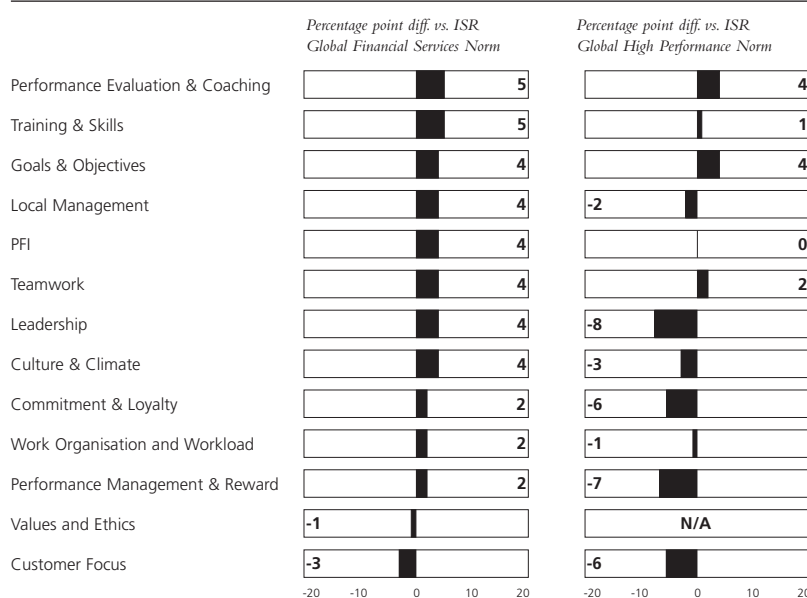 Percentage point diff. vs. ISR Percentage point diff. vs. ISR
Global Financial Services Norm Global High Performance Norm
Performance Evaluation & Coaching 5 4
Training & Skills 5 1
Goals & Objectives 4 4
Local Management 4 -2
PFI 4 0
Teamwork 4 2
Leadership 4 -8
Culture & Climate 4 -3
Commitment & Loyalty 2 -6
Work Organisation and Workload 2 -1
Performance Management & Reward 2 -7
Values and Ethics -1 N/A
Customer Focus -3 -6
-20 -10 0 10 20 -20 -10 0 10 20